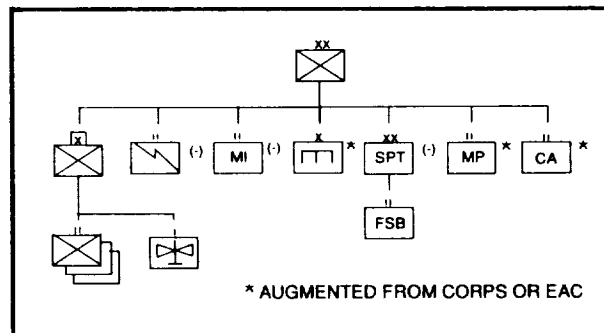 XX
X II II X XX II II
(-) MI (-) * SPT (-) MP * CA *
II II
FSB
* AUGMENTED FROM CORPS OR EAC